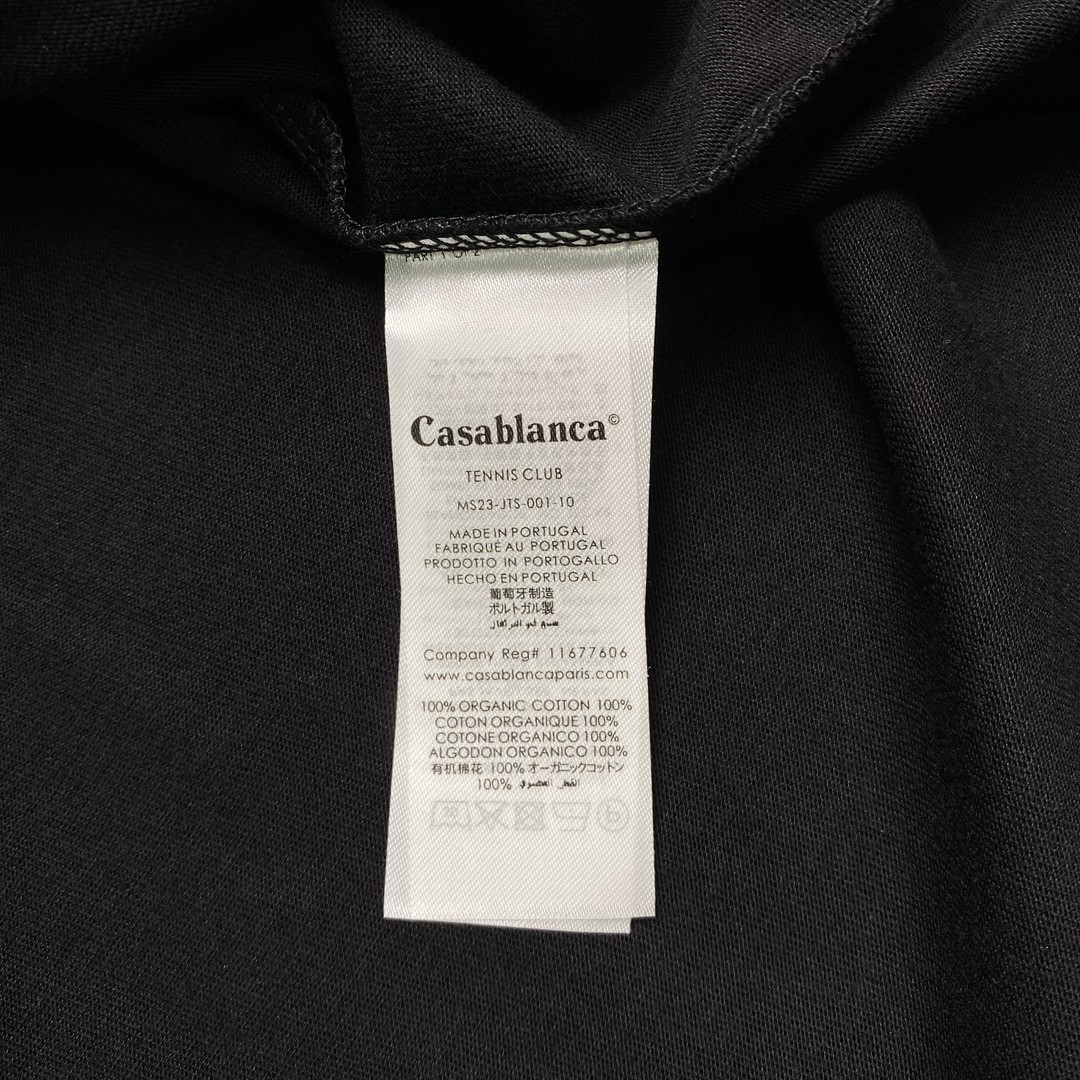 PART 1 OF 2
Casablanca©
TENNIS CLUB
MS23-JTS-001-10
MADE IN PORTUGAL
FABRIQUÉ AU PORTUGAL
PRODOTTO IN PORTOGALLO
HECHO EN PORTUGAL
葡萄牙制造
ポルトガル製
Company Reg# 11677606
www.casablancaparis.com
100% ORGANIC COTTON 100%
COTON ORGANIQUE 100%
COTONE ORGANICO 100%
ALGODON ORGANICO 100%
有机棉花 100% オーガニックコットン
100%